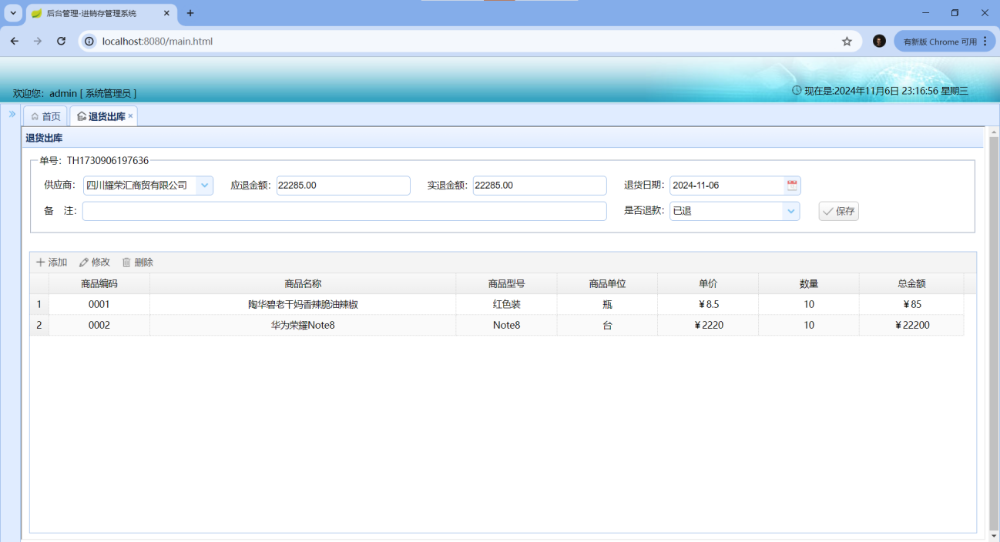 后台管理-进销存管理系统
localhost:8080/main.html
有新版 Chrome 可用
欢迎您：admin [ 系统管理员 ]
现在是:2024年11月6日 23:16:56 星期三
首页 退货出库
退货出库
单号：TH1730906197636
供应商： 四川耀荣汇商贸有限公司 应退金额： 22285.00 实退金额： 22285.00 退货日期： 2024-11-06
备 注： 是否退款： 已退 保存
添加 修改 删除
商品编码 商品名称 商品型号 商品单位 单价 数量 总金额
1 0001 陶华碧老干妈香辣脆油辣椒 红色装 瓶 ¥8.5 10 ¥85
2 0002 华为荣耀Note8 Note8 台 ¥2220 10 ¥22200